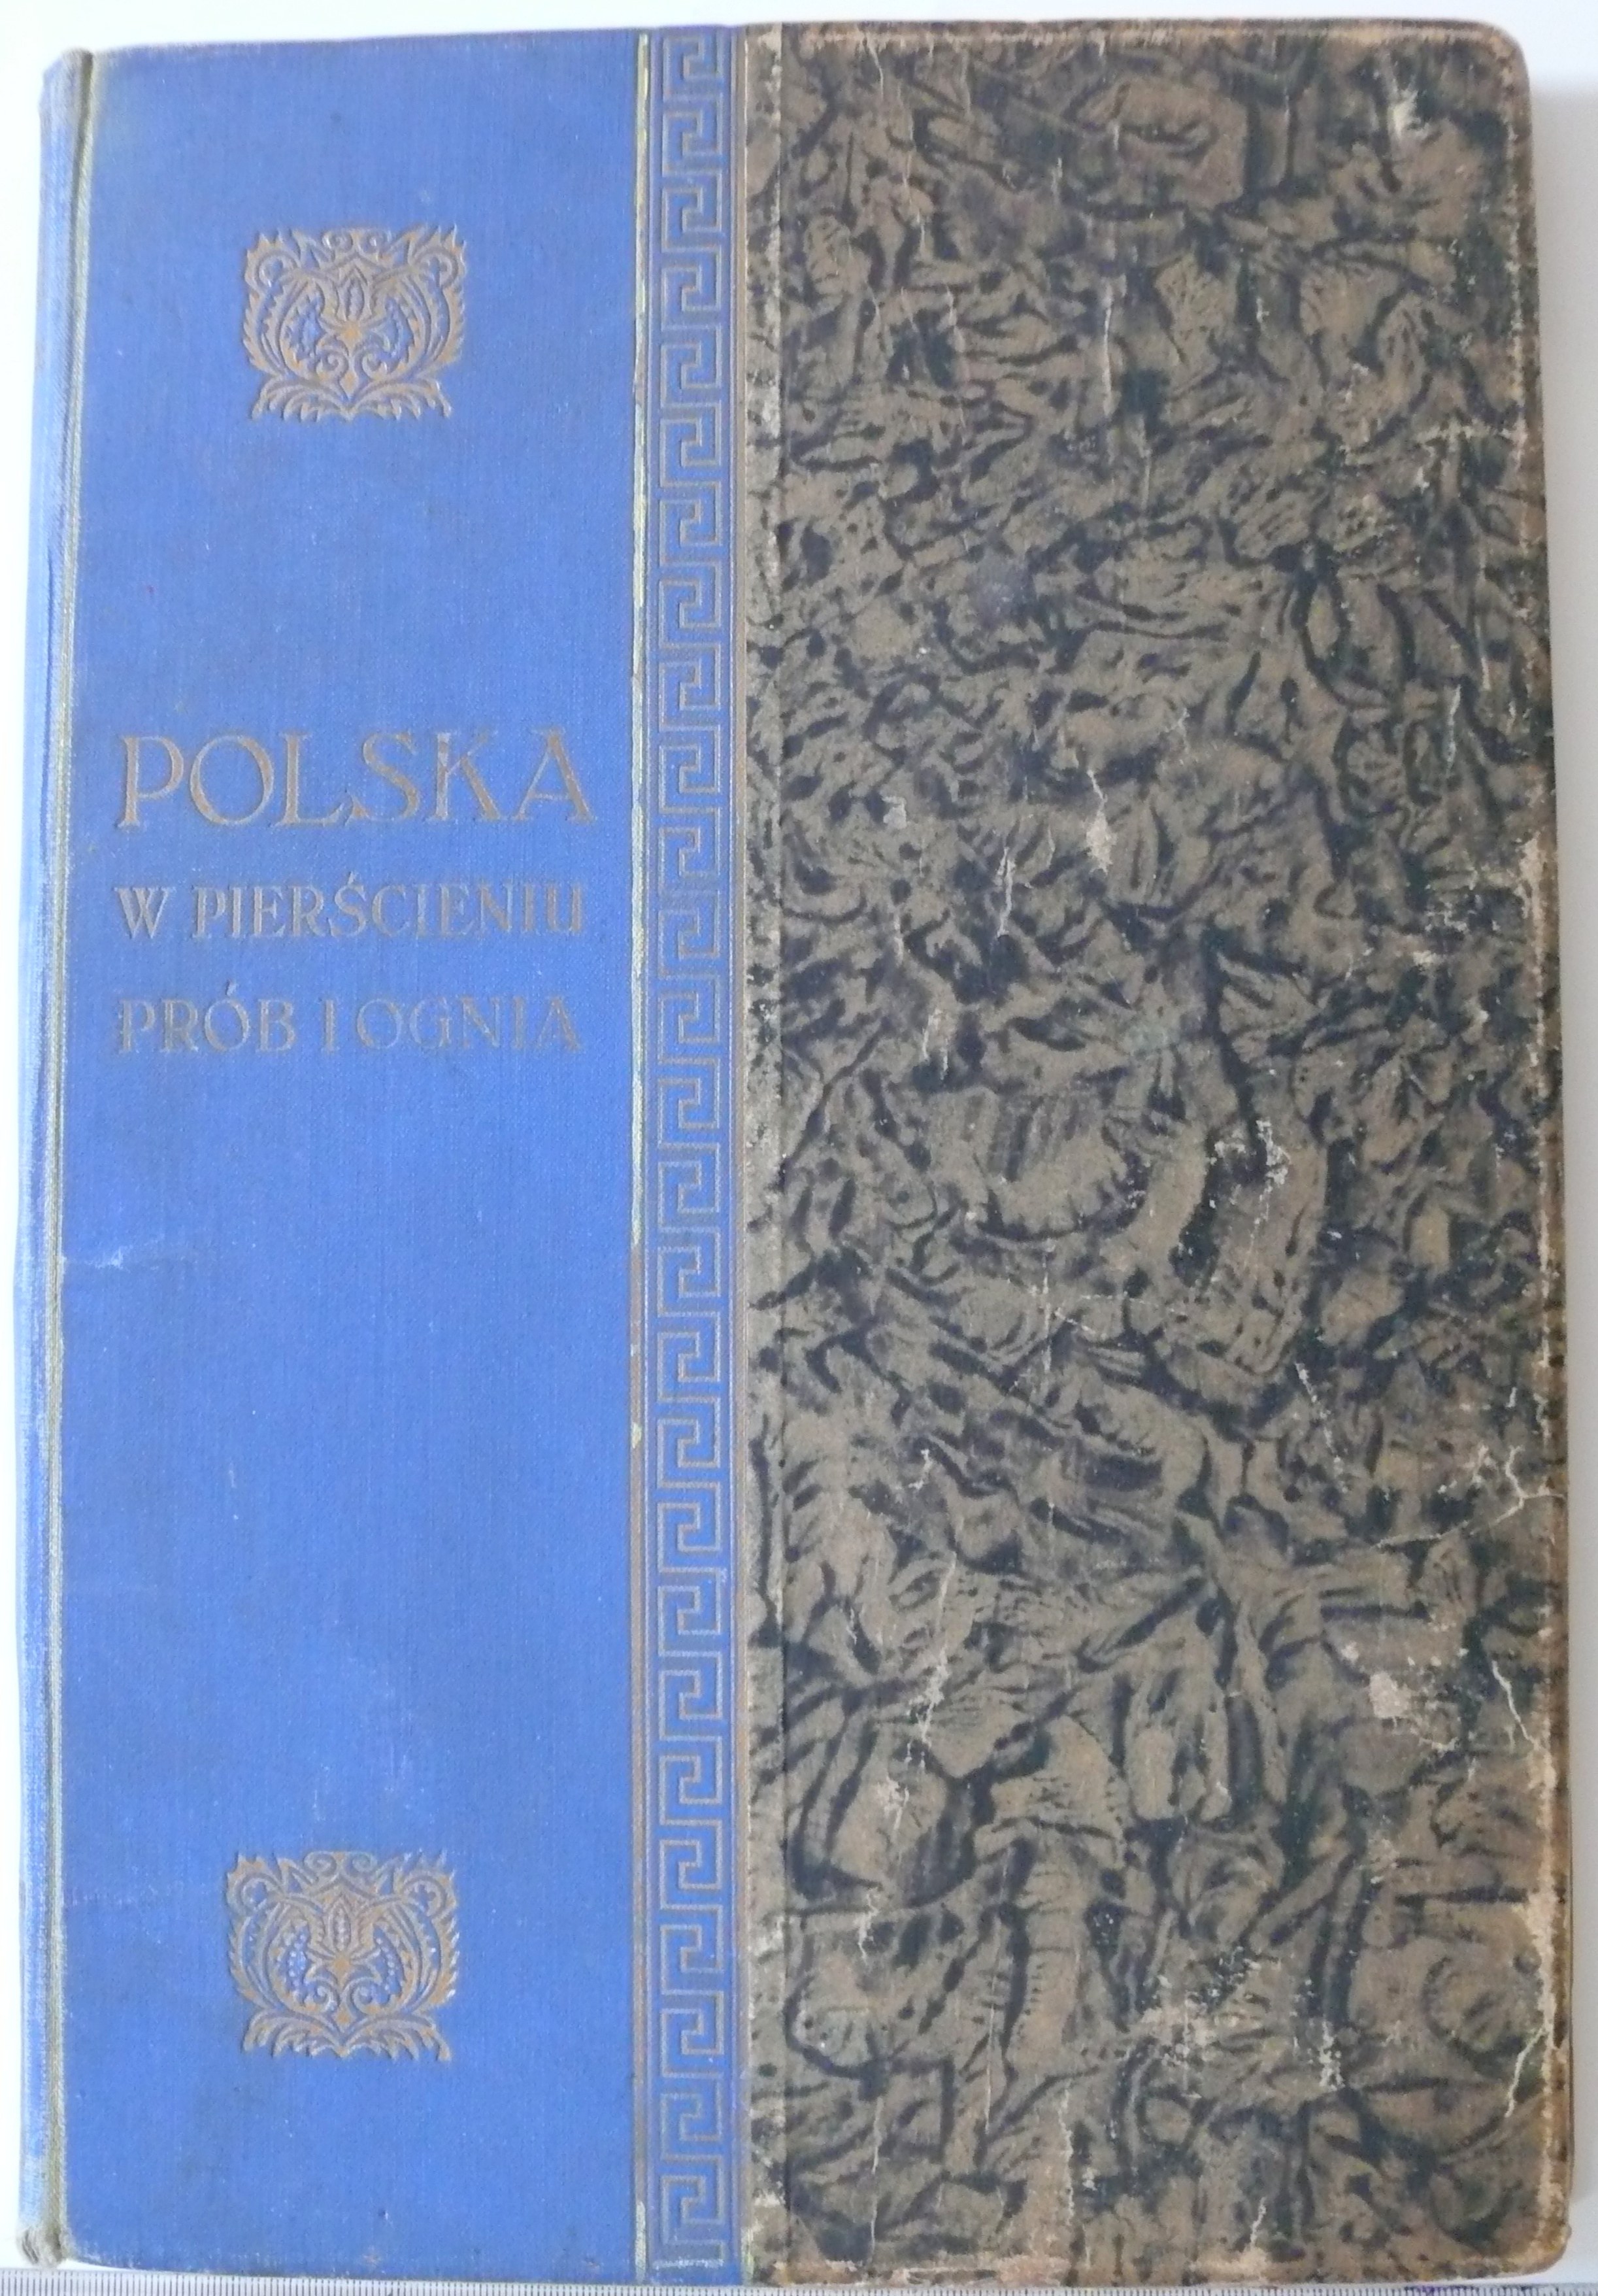 POLSKA
W PIERŚCIENIU
PRÓB I OGNIA